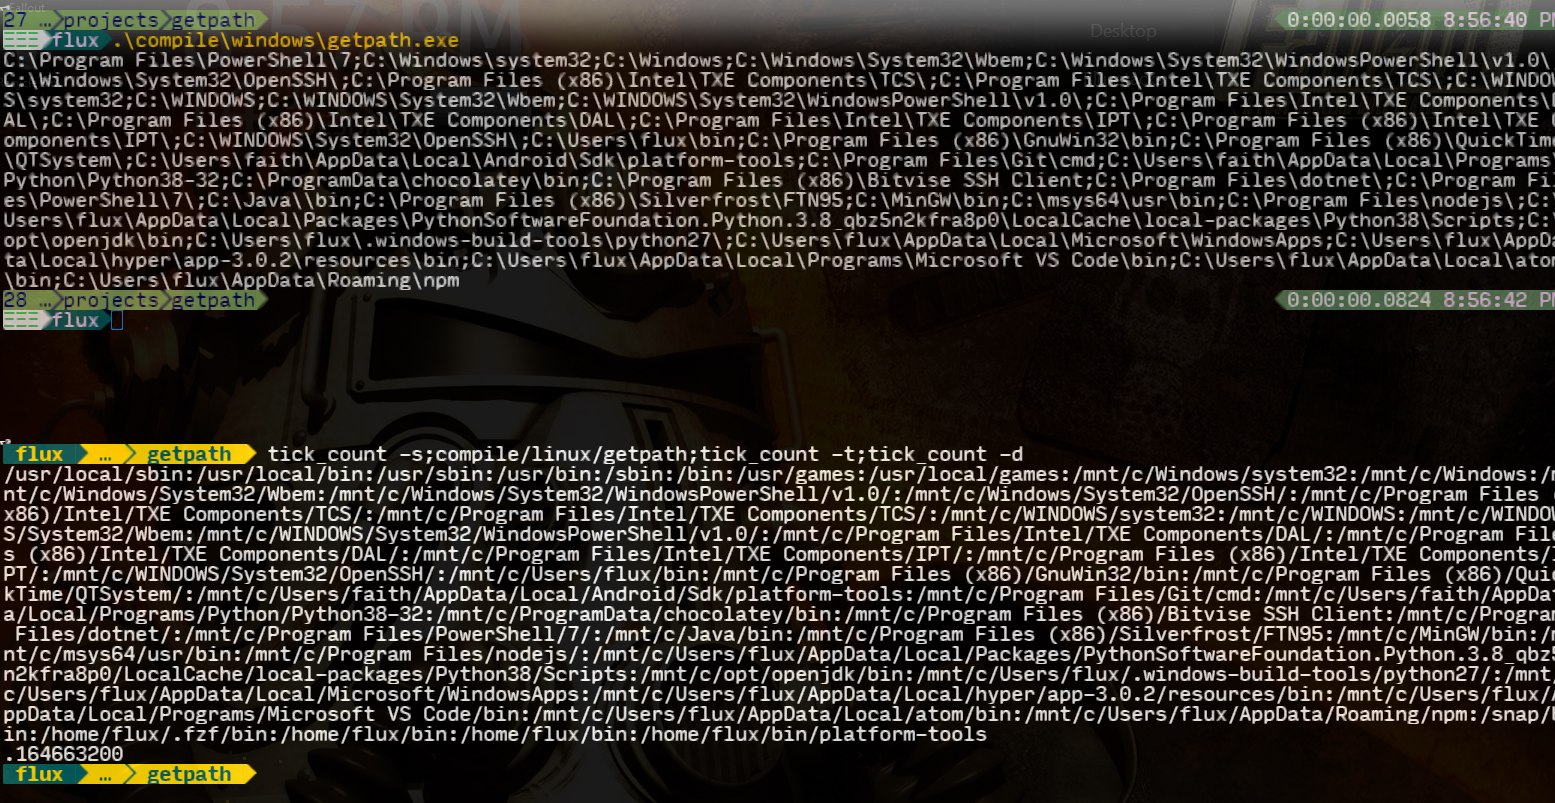 Fallout
27 … projects getpath 0:00:00.0058 8:56:40 P
flux .\compile\windows\getpath.exe
Desktop
C:\Program Files\PowerShell\7;C:\Windows\system32;C:\Windows;C:\Windows\System32\Wbem;C:\Windows\System32\WindowsPowerShell\v1.0\
C:\Windows\System32\OpenSSH\;C:\Program Files (x86)\Intel\TXE Components\TCS\;C:\Program Files\Intel\TXE Components\TCS\;C:\WINDOW
S\system32;C:\WINDOWS;C:\WINDOWS\System32\Wbem;C:\WINDOWS\System32\WindowsPowerShell\v1.0\;C:\Program Files\Intel\TXE Components\
AL\;C:\Program Files (x86)\Intel\TXE Components\DAL\;C:\Program Files\Intel\TXE Components\IPT\;C:\Program Files (x86)\Intel\TXE
omponents\IPT\;C:\WINDOWS\System32\OpenSSH\;C:\Users\flux\bin;C:\Program Files (x86)\GnuWin32\bin;C:\Program Files (x86)\QuickTim
\QTSystem\;C:\Users\faith\AppData\Local\Android\Sdk\platform-tools;C:\Program Files\Git\cmd;C:\Users\faith\AppData\Local\Programs
Python\Python38-32;C:\ProgramData\chocolatey\bin;C:\Program Files (x86)\Bitvise SSH Client;C:\Program Files\dotnet\;C:\Program Fi
es\PowerShell\7\;C:\Java\\bin;C:\Program Files (x86)\Silverfrost\FTN95;C:\MinGW\bin;C:\msys64\usr\bin;C:\Program Files\nodejs\;C:
Users\flux\AppData\Local\Packages\PythonSoftwareFoundation.Python.3.8_qbz5n2kfra8p0\LocalCache\local-packages\Python38\Scripts;C:
opt\openjdk\bin;C:\Users\flux\.windows-build-tools\python27\;C:\Users\flux\AppData\Local\Microsoft\WindowsApps;C:\Users\flux\AppD
ta\Local\hyper\app-3.0.2\resources\bin;C:\Users\flux\AppData\Local\Programs\Microsoft VS Code\bin;C:\Users\flux\AppData\Local\ato
\bin;C:\Users\flux\AppData\Roaming\npm
28 … projects getpath 0:00:00.0824 8:56:42 P
flux
flux … getpath tick_count -s;compile/linux/getpath;tick_count -t;tick_count -d
/usr/local/sbin:/usr/local/bin:/usr/sbin:/usr/bin:/sbin:/bin:/usr/games:/usr/local/games:/mnt/c/Windows/system32:/mnt/c/Windows:/
nt/c/Windows/System32/Wbem:/mnt/c/Windows/System32/WindowsPowerShell/v1.0/:/mnt/c/Windows/System32/OpenSSH/:/mnt/c/Program Files (
x86)/Intel/TXE Components/TCS/:/mnt/c/Program Files/Intel/TXE Components/TCS/:/mnt/c/WINDOWS/system32:/mnt/c/WINDOWS:/mnt/c/WINDOW
S/System32/Wbem:/mnt/c/WINDOWS/System32/WindowsPowerShell/v1.0/:/mnt/c/Program Files/Intel/TXE Components/DAL/:/mnt/c/Program File
s (x86)/Intel/TXE Components/DAL/:/mnt/c/Program Files/Intel/TXE Components/IPT/:/mnt/c/Program Files (x86)/Intel/TXE Components/
PT/:/mnt/c/WINDOWS/System32/OpenSSH/:/mnt/c/Users/flux/bin:/mnt/c/Program Files (x86)/GnuWin32/bin:/mnt/c/Program Files (x86)/Qui
kTime/QTSystem/:/mnt/c/Users/faith/AppData/Local/Android/Sdk/platform-tools:/mnt/c/Program Files/Git/cmd:/mnt/c/Users/faith/AppDat
a/Local/Programs/Python/Python38-32:/mnt/c/ProgramData/chocolatey/bin:/mnt/c/Program Files (x86)/Bitvise SSH Client:/mnt/c/Program
Files/dotnet/:/mnt/c/Program Files/PowerShell/7/:/mnt/c/Java/bin:/mnt/c/Program Files (x86)/Silverfrost/FTN95:/mnt/c/MinGW/bin:/
nt/c/msys64/usr/bin:/mnt/c/Program Files/nodejs/:/mnt/c/Users/flux/AppData/Local/Packages/PythonSoftwareFoundation.Python.3.8_qbz5
n2kfra8p0/LocalCache/local-packages/Python38/Scripts:/mnt/c/opt/openjdk/bin:/mnt/c/Users/flux/.windows-build-tools/python27/:/mnt/
c/Users/flux/AppData/Local/Microsoft/WindowsApps:/mnt/c/Users/flux/AppData/Local/hyper/app-3.0.2/resources/bin:/mnt/c/Users/flux/A
ppData/Local/Programs/Microsoft VS Code/bin:/mnt/c/Users/flux/AppData/Local/atom/bin:/mnt/c/Users/flux/AppData/Roaming/npm:/snap/b
in:/home/flux/.fzf/bin:/home/flux/bin:/home/flux/bin:/home/flux/bin/platform-tools
.164663200
flux … getpath